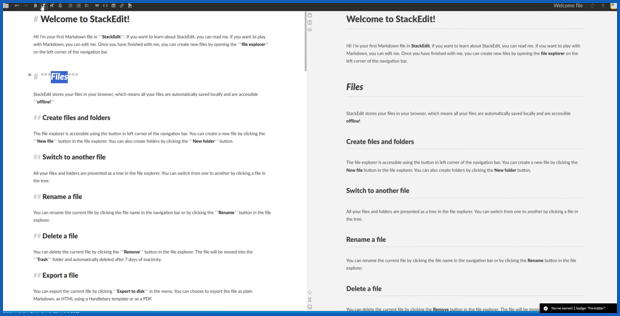 Welcome file
# Welcome to StackEdit!
Hi! I'm your first Markdown file in **StackEdit**. If you want to learn about StackEdit, you can read me. If you want to play
with Markdown, you can edit me. Once you have finished with me, you can create new files by opening the **file explorer**
on the left corner of the navigation bar.
# ***Files***
StackEdit stores your files in your browser, which means all your files are automatically saved locally and are accessible
**offline!**
## Create files and folders
The file explorer is accessible using the button in left corner of the navigation bar. You can create a new file by clicking the
**New file** button in the file explorer. You can also create folders by clicking the **New folder** button.
## Switch to another file
All your files and folders are presented as a tree in the file explorer. You can switch from one to another by clicking a file in
the tree.
## Rename a file
You can rename the current file by clicking the file name in the navigation bar or by clicking the **Rename** button in the file
explorer.
## Delete a file
You can delete the current file by clicking the **Remove** button in the file explorer. The file will be moved into the
**Trash** folder and automatically deleted after 7 days of inactivity.
## Export a file
You can export the current file by clicking **Export to disk** in the menu. You can choose to export the file as plain
Markdown, as HTML using a Handlebars template or as a PDF.
Welcome to StackEdit!
Hi! I'm your first Markdown file in StackEdit. If you want to learn about StackEdit, you can read me. If you want to play with
Markdown, you can edit me. Once you have finished with me, you can create new files by opening the file explorer on the
left corner of the navigation bar.
Files
StackEdit stores your files in your browser, which means all your files are automatically saved locally and are accessible
offline!
Create files and folders
The file explorer is accessible using the button in left corner of the navigation bar. You can create a new file by clicking the
New file button in the file explorer. You can also create folders by clicking the New folder button.
Switch to another file
All your files and folders are presented as a tree in the file explorer. You can switch from one to another by clicking a file in
the tree.
Rename a file
You can rename the current file by clicking the file name in the navigation bar or by clicking the Rename button in the file
explorer.
Delete a file
You can delete the current file by clicking the Remove button in the file explorer. The file will be moved
You've earned 1 badge: "Formatter".